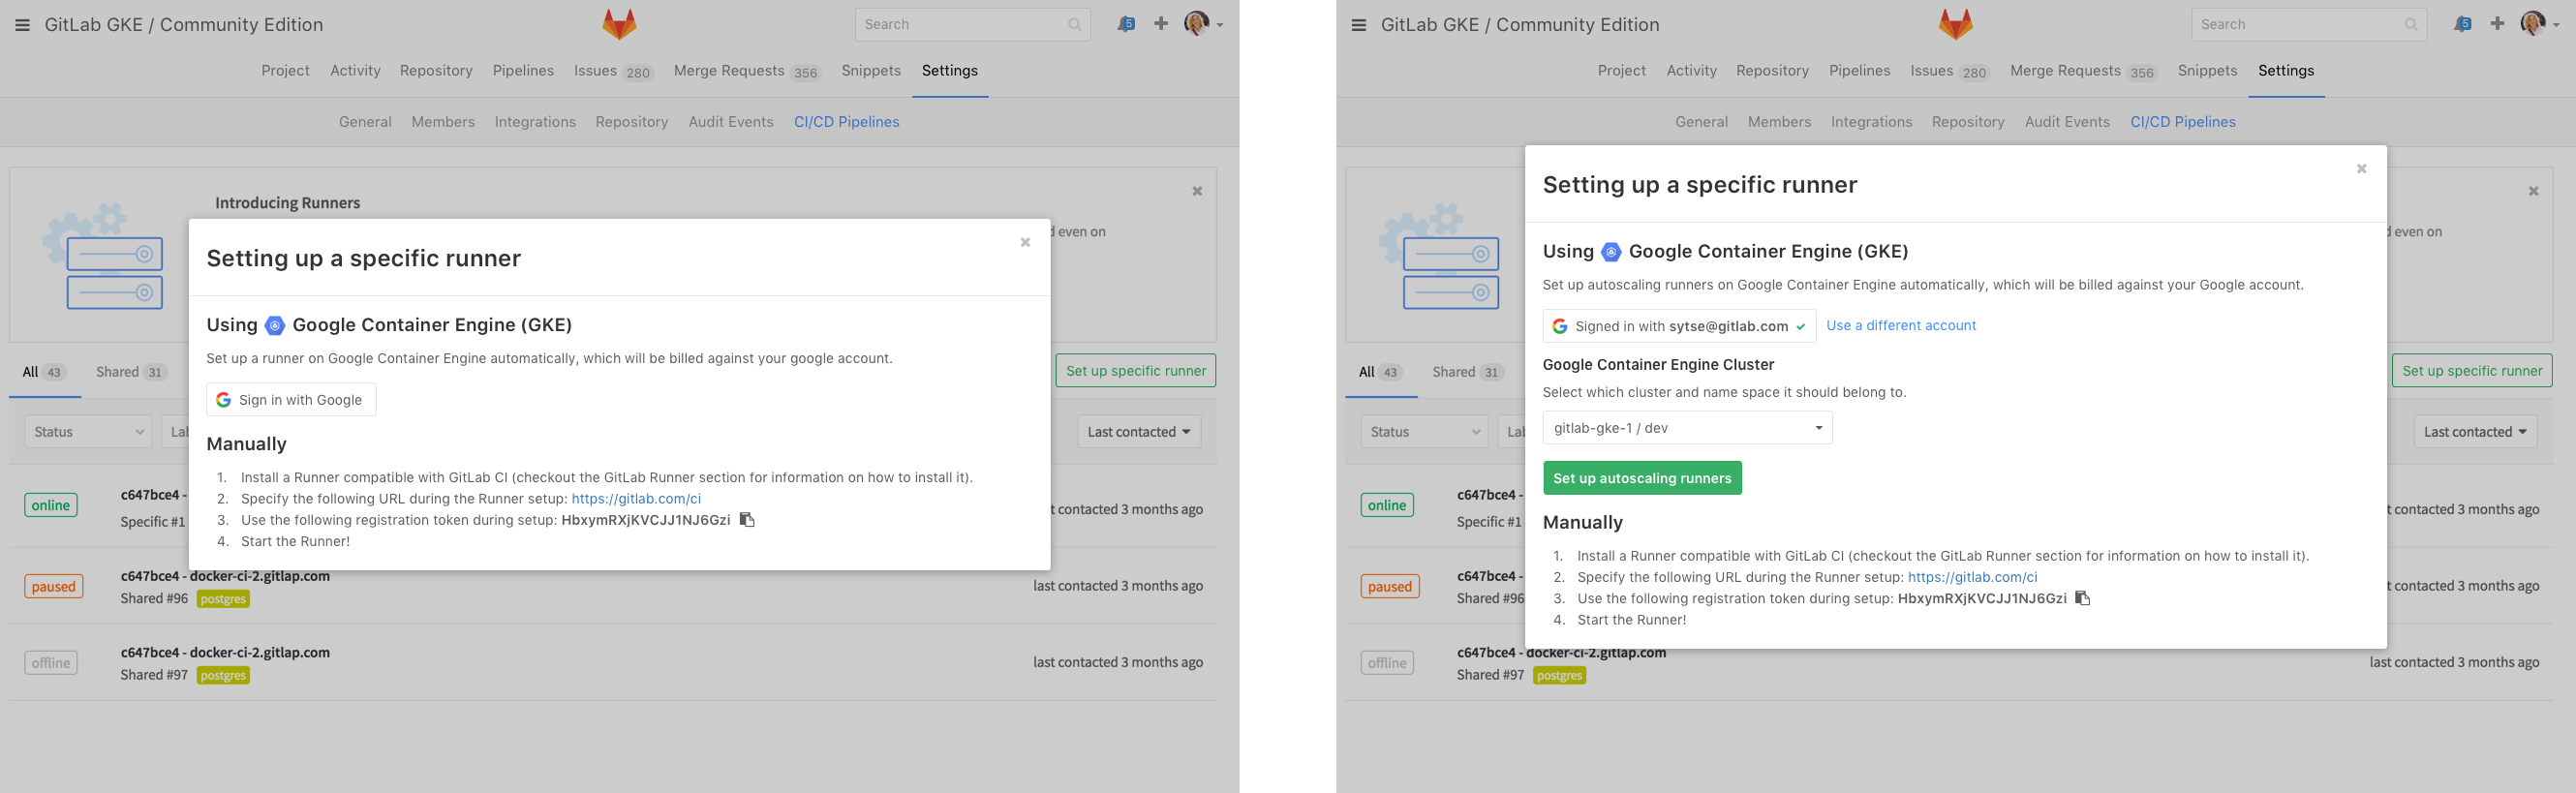 GitLab GKE / Community Edition
Search
5
Project Activity Repository Pipelines Issues 280 Merge Requests 356 Snippets Settings
General Members Integrations Repository Audit Events CI/CD Pipelines
Introducing Runners
d even on
Setting up a specific runner
Using Google Container Engine (GKE)
Set up a runner on Google Container Engine automatically, which will be billed against your google account.
Sign in with Google
Manually
1. Install a Runner compatible with GitLab CI (checkout the GitLab Runner section for information on how to install it).
2. Specify the following URL during the Runner setup: https://gitlab.com/ci
3. Use the following registration token during setup: HbxymRXjKVCJJ1NJ6Gzi
4. Start the Runner!
All 43 Shared 31
Set up specific runner
Status Lab
Last contacted
online c647bce4 -
Specific #1
t contacted 3 months ago
paused c647bce4 - docker-ci-2.gitlap.com
Shared #96 postgres
last contacted 3 months ago
offline c647bce4 - docker-ci-2.gitlap.com
Shared #97 postgres
last contacted 3 months ago
GitLab GKE / Community Edition
Search
5
Project Activity Repository Pipelines Issues 280 Merge Requests 356 Snippets Settings
General Members Integrations Repository Audit Events CI/CD Pipelines
d even on
Setting up a specific runner
Using Google Container Engine (GKE)
Set up autoscaling runners on Google Container Engine automatically, which will be billed against your Google account.
Signed in with sytse@gitlab.com Use a different account
Google Container Engine Cluster
Select which cluster and name space it should belong to.
gitlab-gke-1 / dev
Set up autoscaling runners
Manually
1. Install a Runner compatible with GitLab CI (checkout the GitLab Runner section for information on how to install it).
2. Specify the following URL during the Runner setup: https://gitlab.com/ci
3. Use the following registration token during setup: HbxymRXjKVCJJ1NJ6Gzi
4. Start the Runner!
All 43 Shared 31
Set up specific runner
Status Lab
Last contacted
online c647bce4 -
Specific #1
t contacted 3 months ago
paused c647bce4 -
Shared #96
last contacted 3 months ago
offline c647bce4 - docker-ci-2.gitlap.com
Shared #97 postgres
last contacted 3 months ago